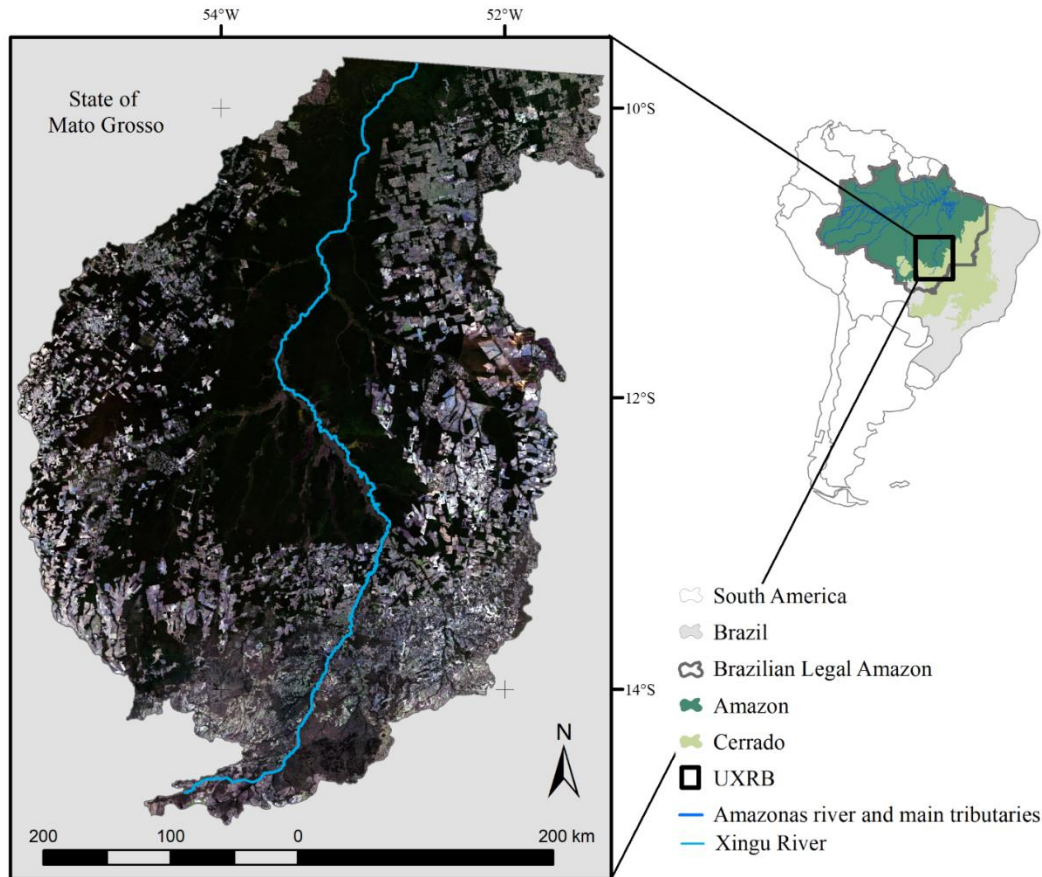 54°W
52°W
State of
Mato Grosso
10°S
12°S
14°S
N
200
100
0
200 km
South America
Brazil
Brazilian Legal Amazon
Amazon
Cerrado
UXRB
Amazonas river and main tributaries
Xingu River